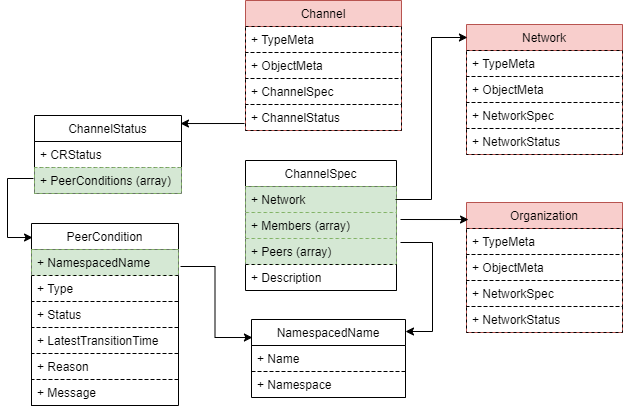 Channel
+ TypeMeta
+ ObjectMeta
+ ChannelSpec
+ ChannelStatus
Network
+ TypeMeta
+ ObjectMeta
+ NetworkSpec
+ NetworkStatus
ChannelStatus
+ CRStatus
+ PeerConditions (array)
ChannelSpec
+ Network
+ Members (array)
+ Peers (array)
+ Description
Organization
+ TypeMeta
+ ObjectMeta
+ NetworkSpec
+ NetworkStatus
PeerCondition
+ NamespacedName
+ Type
+ Status
+ LatestTransitionTime
+ Reason
+ Message
NamespacedName
+ Name
+ Namespace